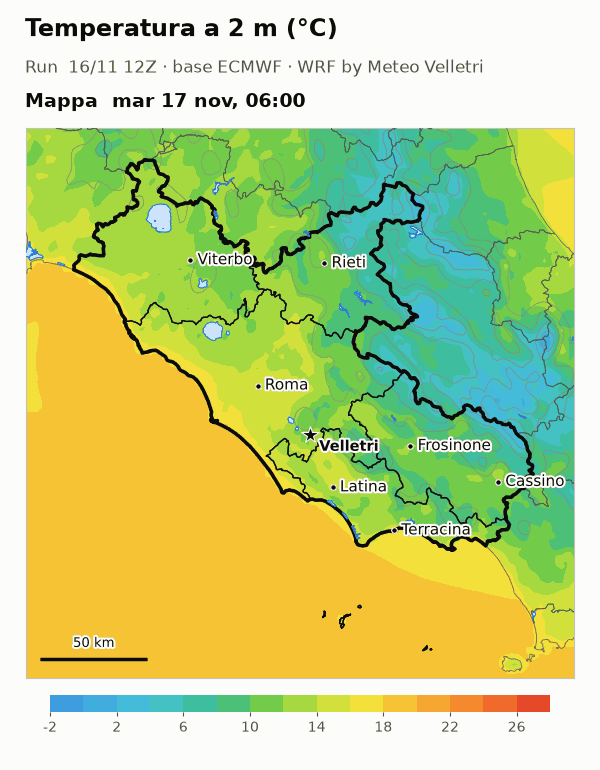 Temperatura a 2 m (°C)
Run  16/11 12Z · base ECMWF · WRF by Meteo Velletri
Mappa  mar 17 nov, 06:00
Viterbo
Rieti
Roma
Velletri
Frosinone
Latina
Cassino
Terracina
50 km
-2 2 6 10 14 18 22 26